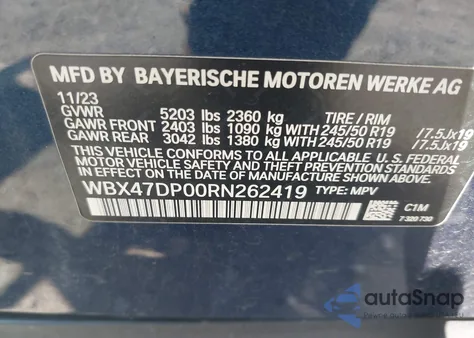 MFD BY BAYERISCHE MOTOREN WERKE AG
11/23
GVWR 5203 lbs 2360 kg TIRE / RIM
GAWR FRONT 2403 lbs 1090 kg WITH 245/50 R19 /7.5Jx19
GAWR REAR 3042 lbs 1380 kg WITH 245/50 R19 /7.5Jx19
THIS VEHICLE CONFORMS TO ALL APPLICABLE U.S. FEDERAL
MOTOR VEHICLE SAFETY AND THEFT PREVENTION STANDARDS
IN EFFECT ON THE DATE OF MANUFACTURE SHOWN ABOVE.
WBX47DP00RN262419 TYPE: MPV
C1M
7 320 730
autoSnap